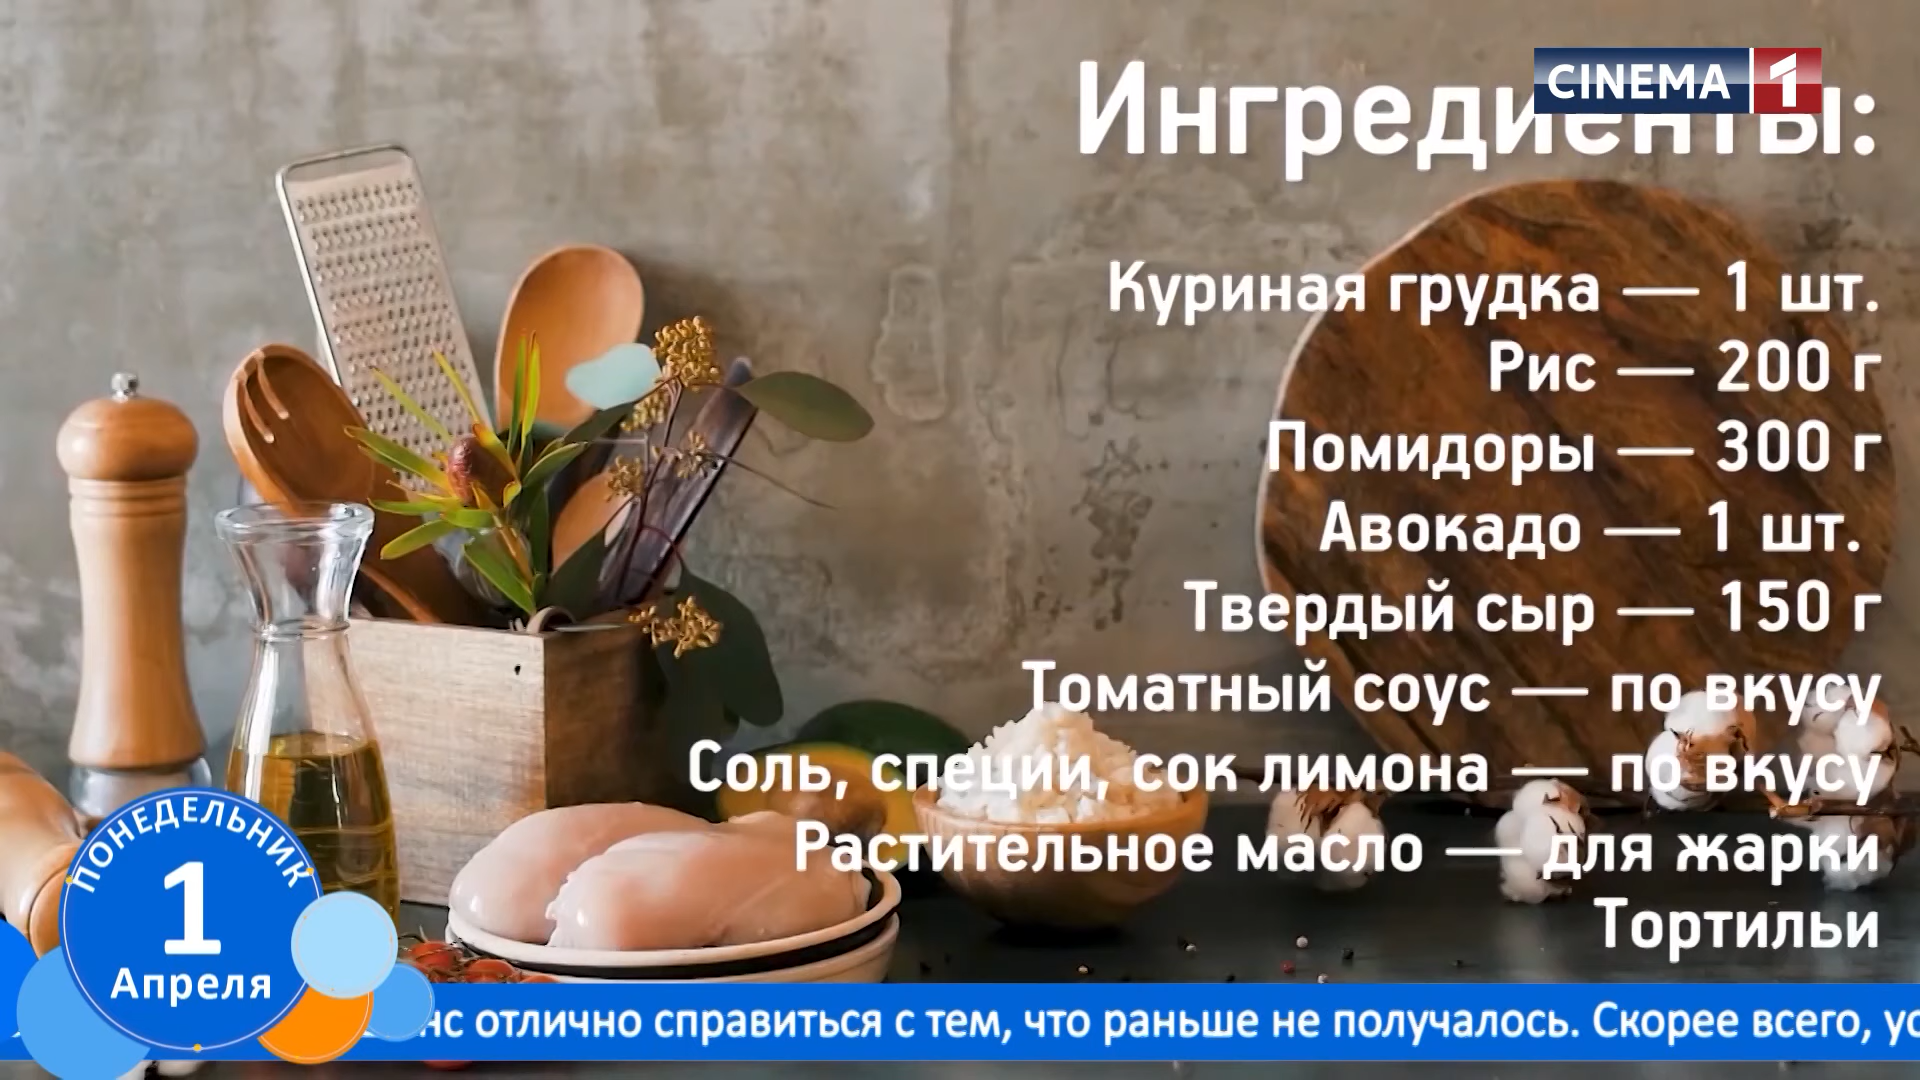 CINEMA 1
Ингредиенты:
Куриная грудка — 1 шт.
Рис — 200 г
Помидоры — 300 г
Авокадо — 1 шт.
Твердый сыр — 150 г
Томатный соус — по вкусу
Соль, специи, сок лимона — по вкусу
Растительное масло — для жарки
Тортильи
ПОНЕДЕЛЬНИК
1
Апреля
нс отлично справиться с тем, что раньше не получалось. Скорее всего, ус